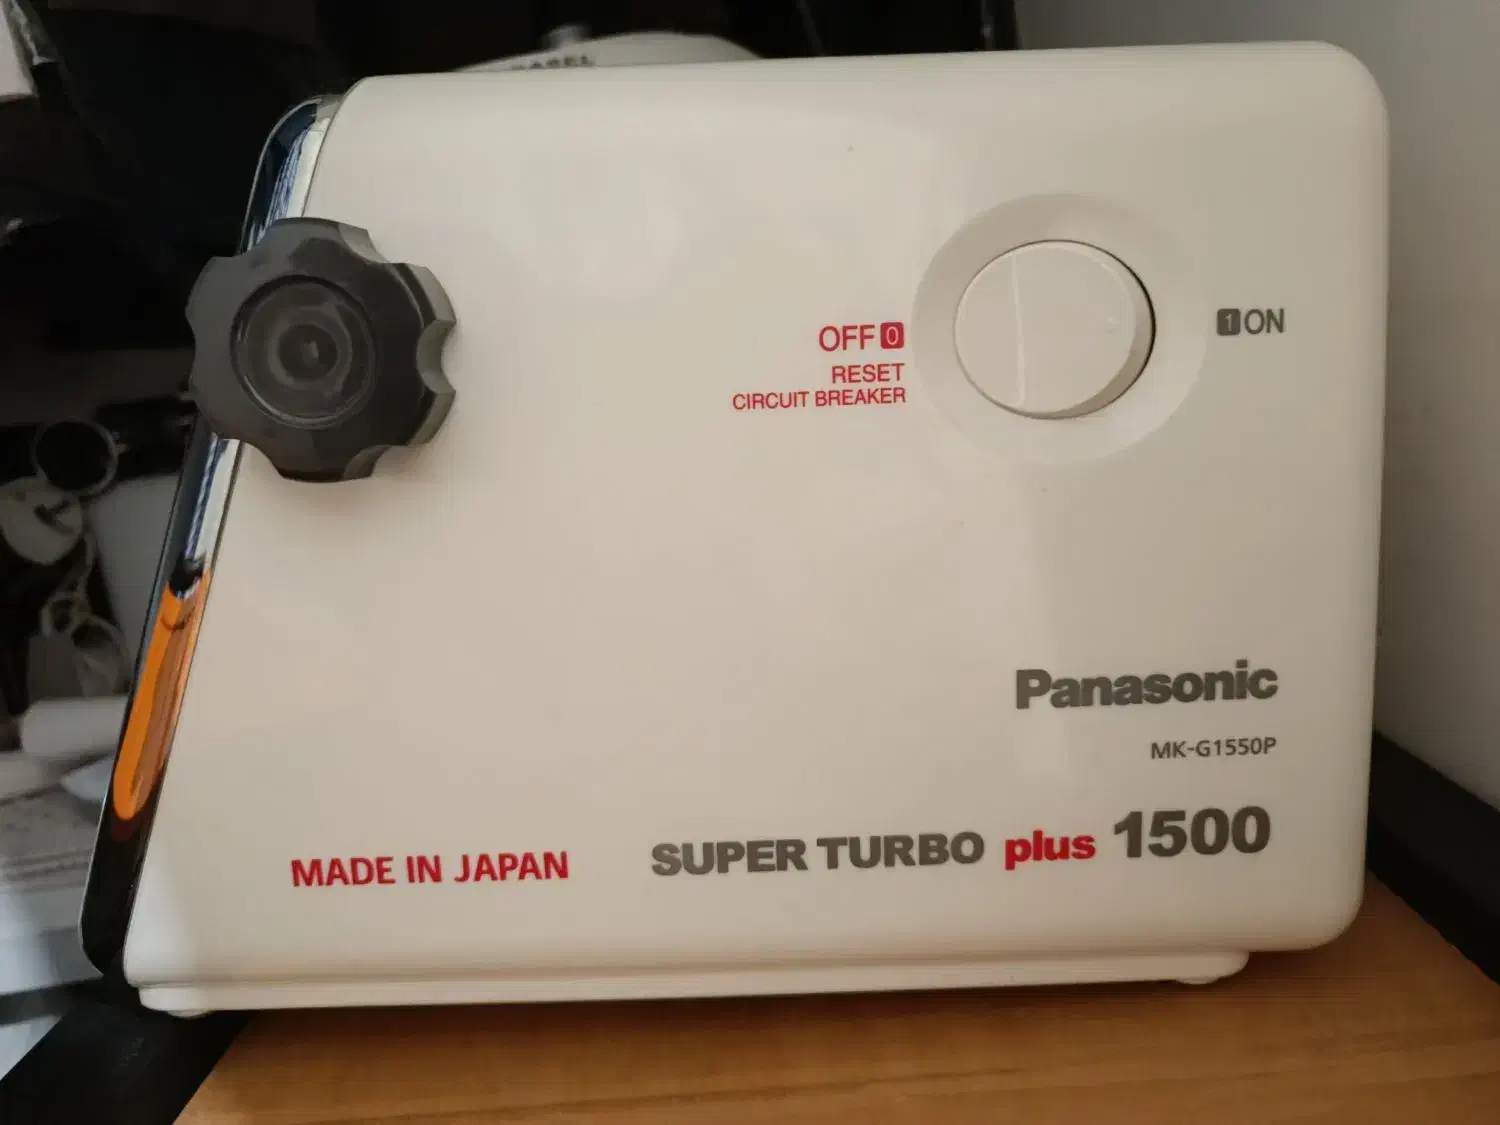 OFF 0
RESET
CIRCUIT BREAKER
1 ON
Panasonic
MK-G1550P
MADE IN JAPAN
SUPER TURBO plus 1500